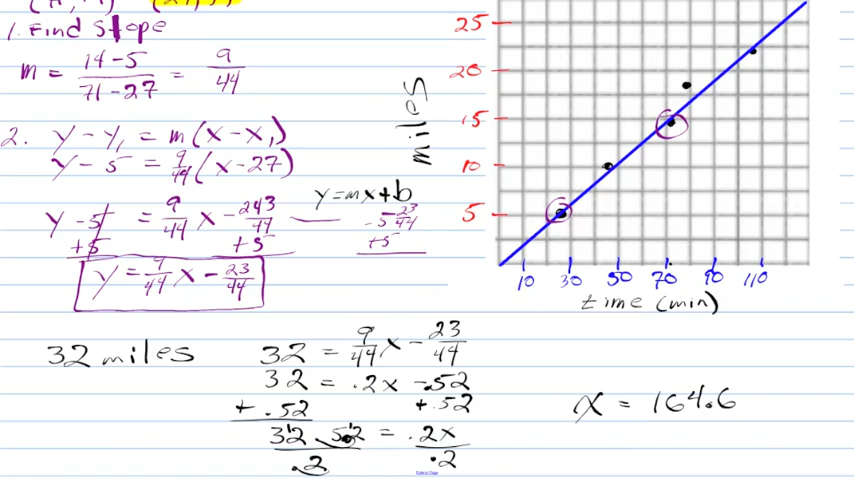 1. Find Slope
m = 14-5 / 71-27 = 9/44
2. y - y₁ = m(x - x₁)
y - 5 = 9/44 (x - 27)
y = mx + b
y - 5 = 9/44 x - 243/44
-5 23/44
+5 +5 +5
y = 9/44 x - 23/44
miles
25
20
15
10
5
10 30 50 70 90 110
time (min)
32 miles
32 = 9/44 x - 23/44
32 = .2x - .52
+ .52 + .52
32.52 = .2x
.2 .2
x = 164.6